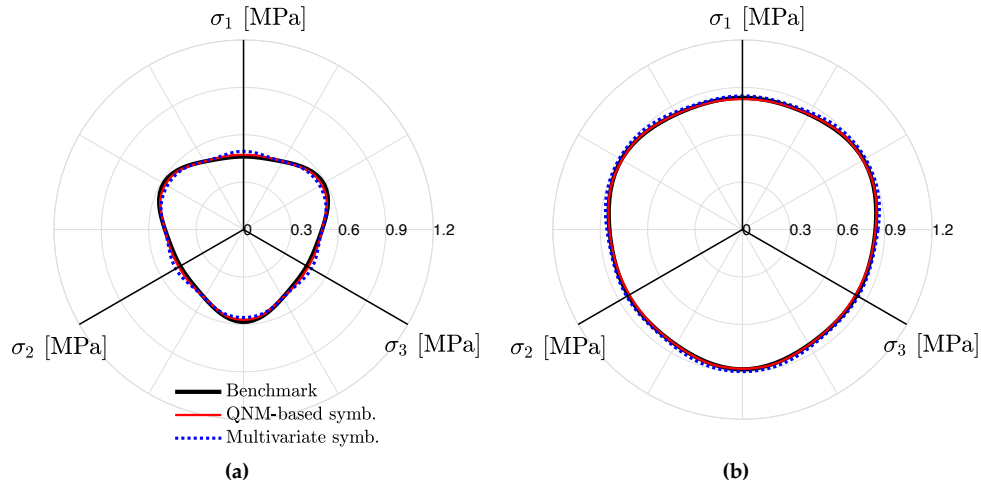 σ₁ [MPa]
0 0.3 0.6 0.9 1.2
σ₂ [MPa]
σ₃ [MPa]
Benchmark
QNM-based symb.
Multivariate symb.
(a)
σ₁ [MPa]
0 0.3 0.6 0.9 1.2
σ₂ [MPa]
σ₃ [MPa]
(b)